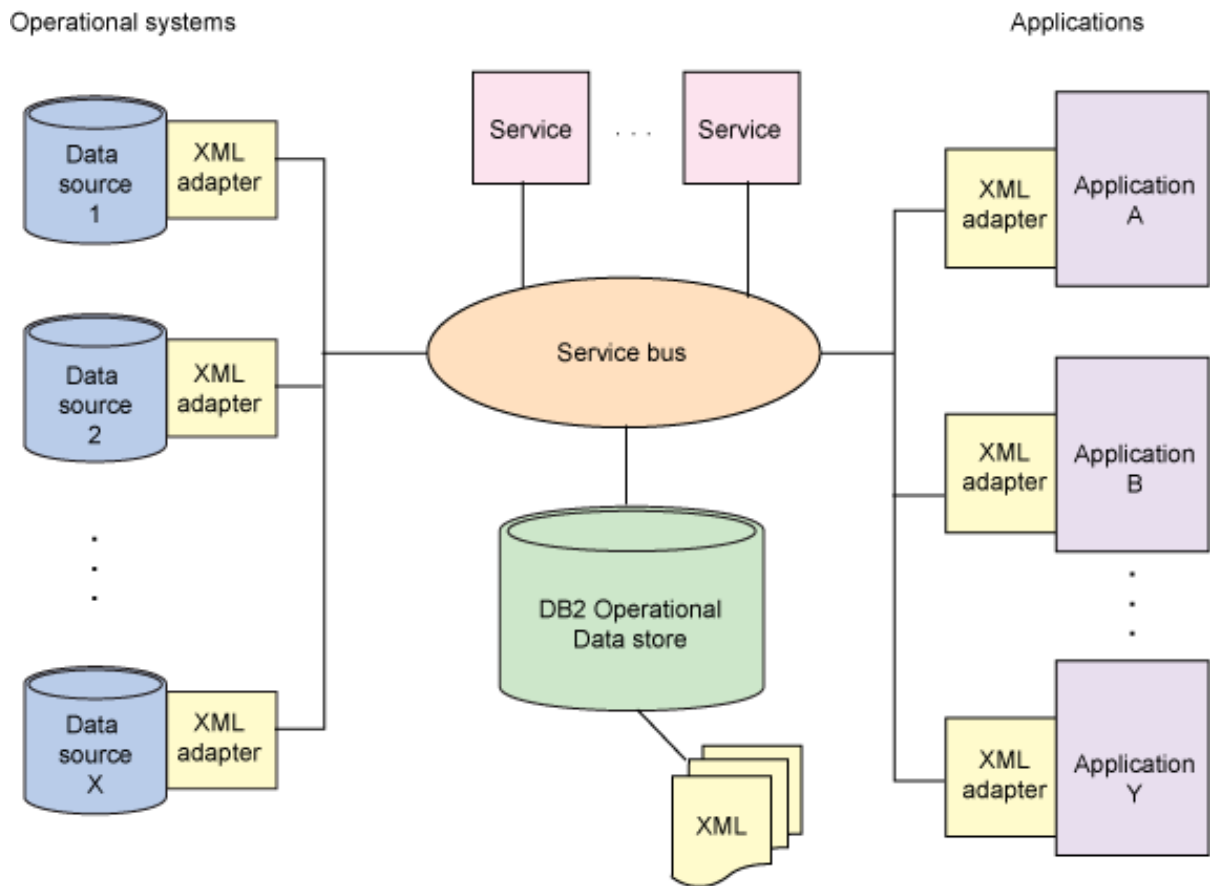 Operational systems
Applications
Data
source
1
XML
adapter
Service
. . .
Service
XML
adapter
Application
A
Data
source
2
XML
adapter
Service bus
XML
adapter
Application
B
.
.
.
DB2 Operational
Data store
.
.
.
Data
source
X
XML
adapter
XML
XML
adapter
Application
Y